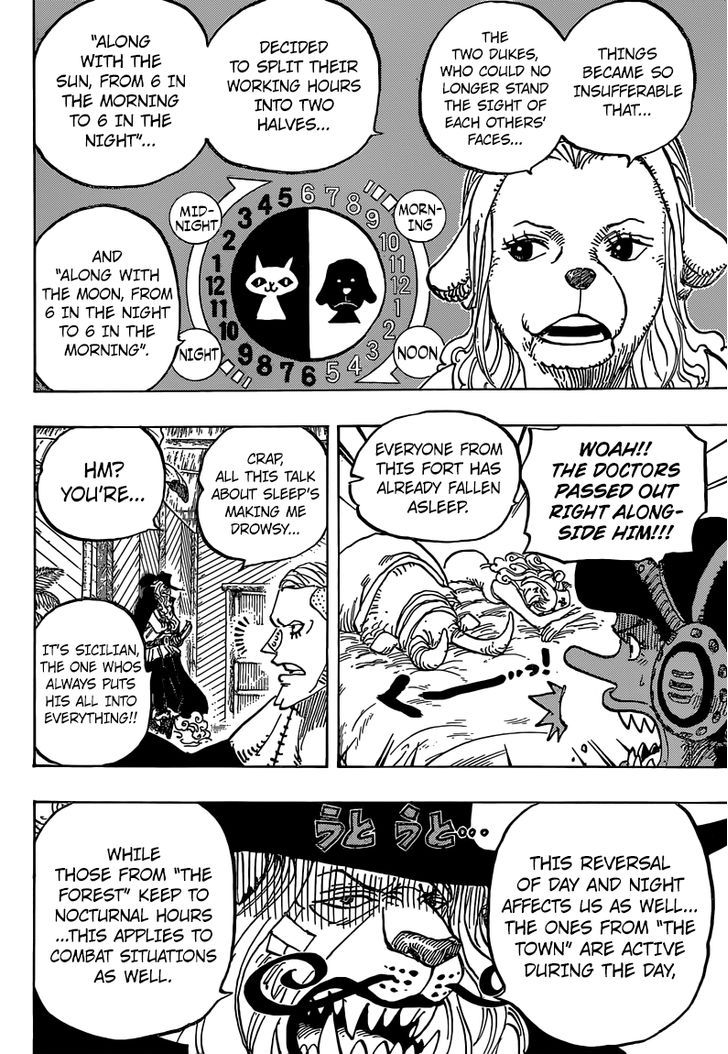 THINGS
BECAME SO
INSUFFERABLE
THAT...
THE
TWO DUKES,
WHO COULD NO
LONGER STAND
THE SIGHT OF
EACH OTHERS'
FACES...
DECIDED
TO SPLIT THEIR
WORKING HOURS
INTO TWO
HALVES...
"ALONG
WITH THE
SUN, FROM 6 IN
THE MORNING
TO 6 IN THE
NIGHT"...
MID-
NIGHT
MORN-
ING
NIGHT
NOON
6 7 8 9 10 11 12 1 2 3 4 5
6 7 8 9 10 11 12 1 2 3 4 5
AND
"ALONG WITH
THE MOON, FROM
6 IN THE NIGHT
TO 6 IN THE
MORNING".
WOAH!!
THE DOCTORS
PASSED OUT
RIGHT ALONG-
SIDE HIM!!!
EVERYONE FROM
THIS FORT HAS
ALREADY FALLEN
ASLEEP.
ぐーっ!
CRAP,
ALL THIS TALK
ABOUT SLEEP'S
MAKING ME
DROWSY...
HM?
YOU'RE...
IT'S SICILIAN,
THE ONE WHOS
ALWAYS PUTS
HIS ALL INTO
EVERYTHING!!
うと うと…
THIS REVERSAL
OF DAY AND NIGHT
AFFECTS US AS WELL...
THE ONES FROM "THE
TOWN" ARE ACTIVE
DURING THE DAY,
WHILE
THOSE FROM "THE
FOREST" KEEP TO
NOCTURNAL HOURS
...THIS APPLIES TO
COMBAT SITUATIONS
AS WELL.